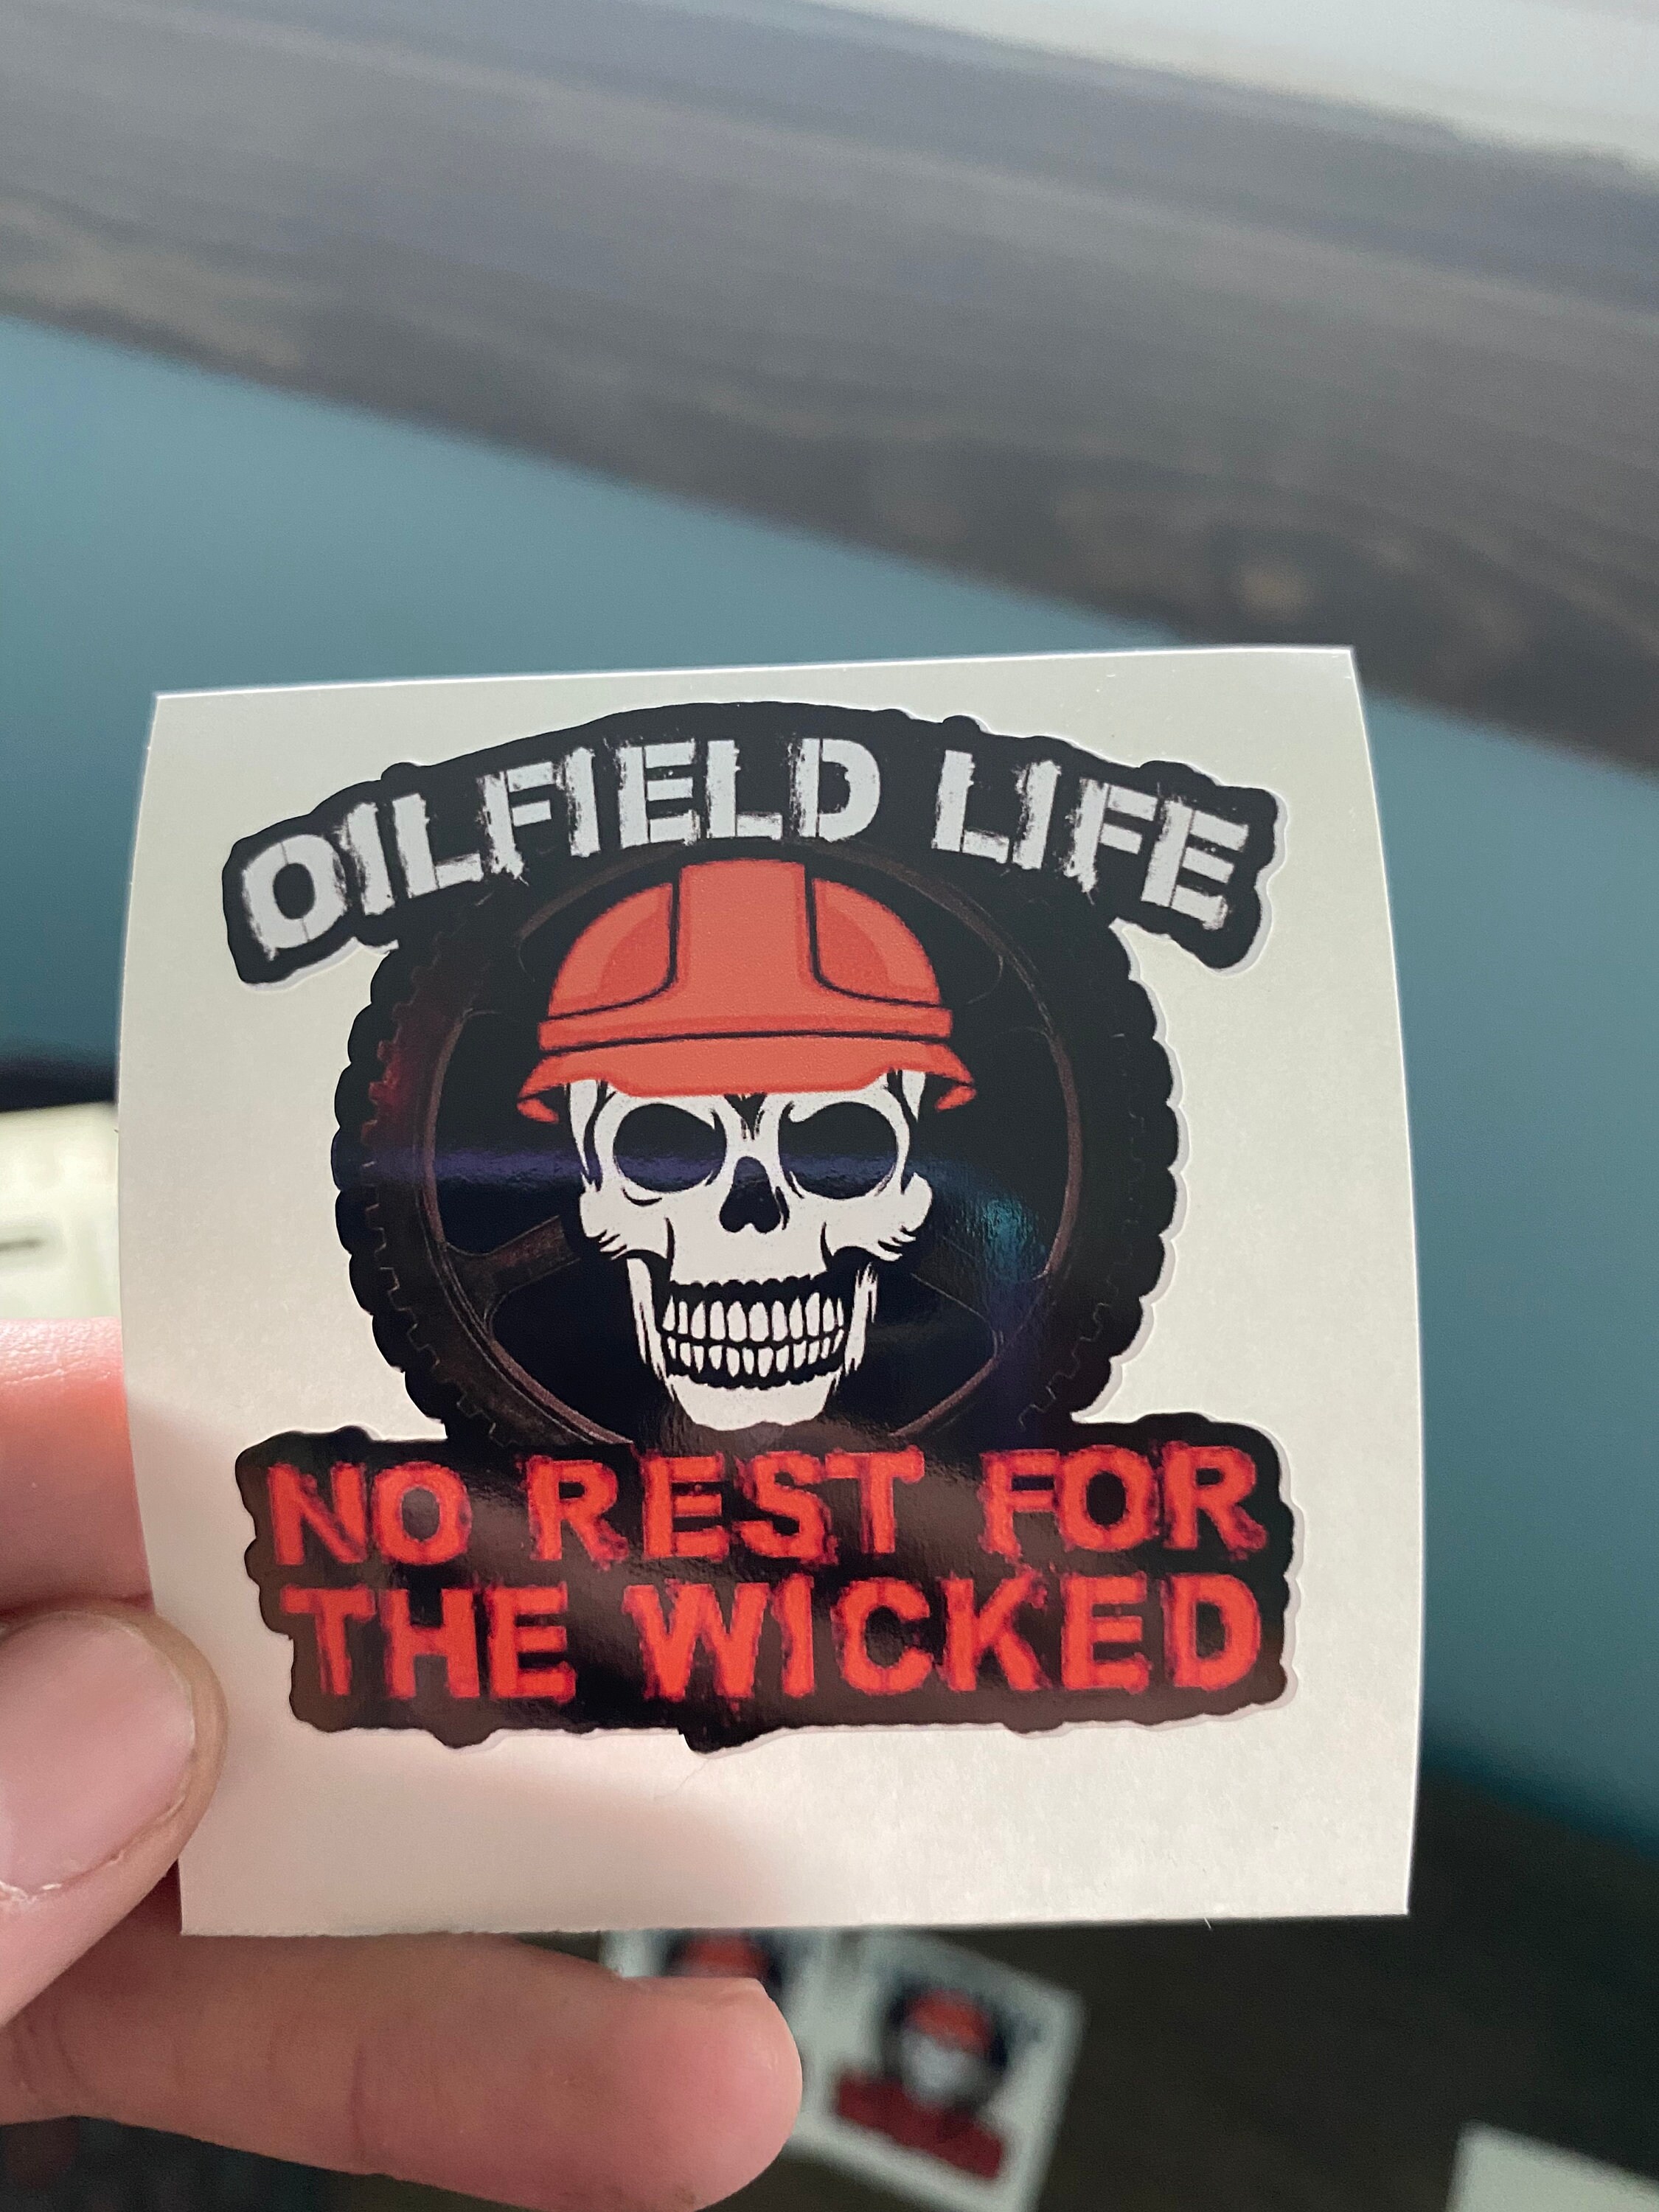 OILFIELD LIFE
NO REST FOR
THE WICKED